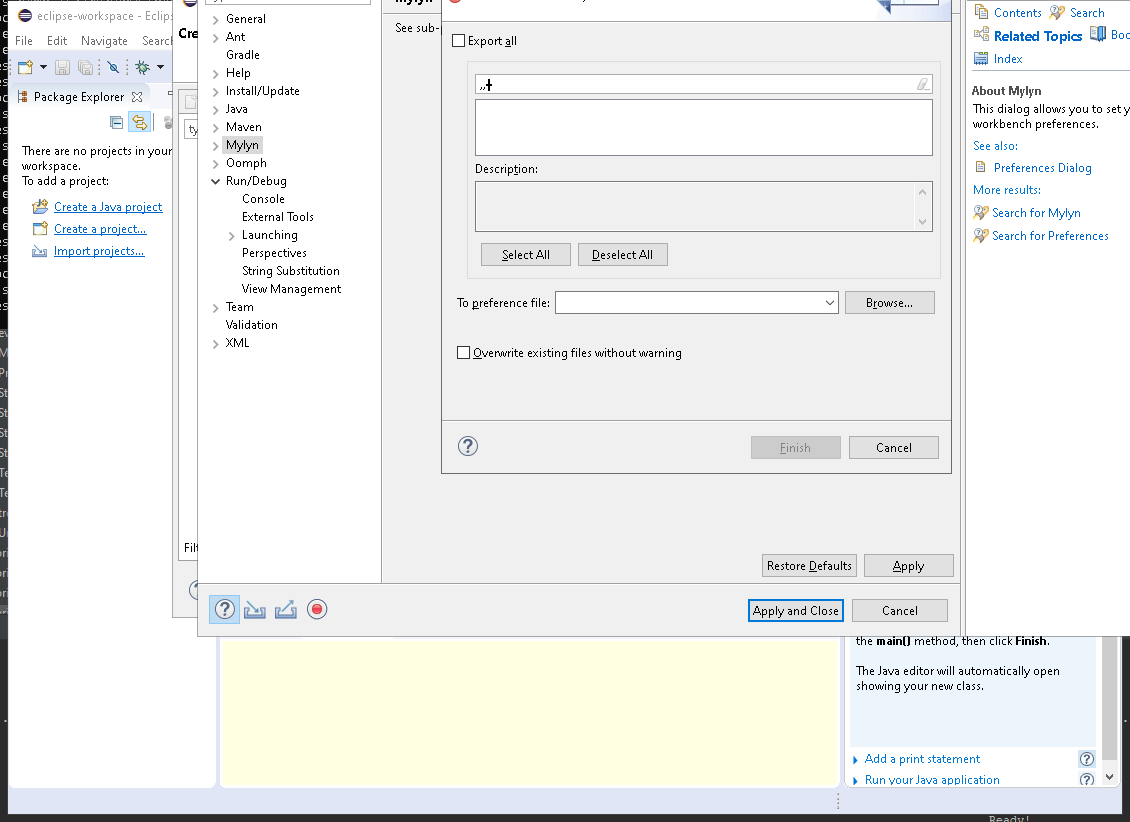 eclipse-workspace - Eclips
File Edit Navigate Search
Package Explorer
There are no projects in your
workspace.
To add a project:
Create a Java project
Create a project...
Import projects...
Cre
ty
Filt
General
Ant
Gradle
Help
Install/Update
Java
Maven
Mylyn
Oomph
Run/Debug
Console
External Tools
Launching
Perspectives
String Substitution
View Management
Team
Validation
XML
See sub-
Export all
Description:
Select All Deselect All
To preference file: Browse...
Overwrite existing files without warning
Finish Cancel
Restore Defaults Apply
Apply and Close Cancel
Contents Search
Related Topics Boo
Index
About Mylyn
This dialog allows you to set y
workbench preferences.
See also:
Preferences Dialog
More results:
Search for Mylyn
Search for Preferences
the main() method, then click Finish.
The Java editor will automatically open
showing your new class.
Add a print statement
Run your Java application
Ready!